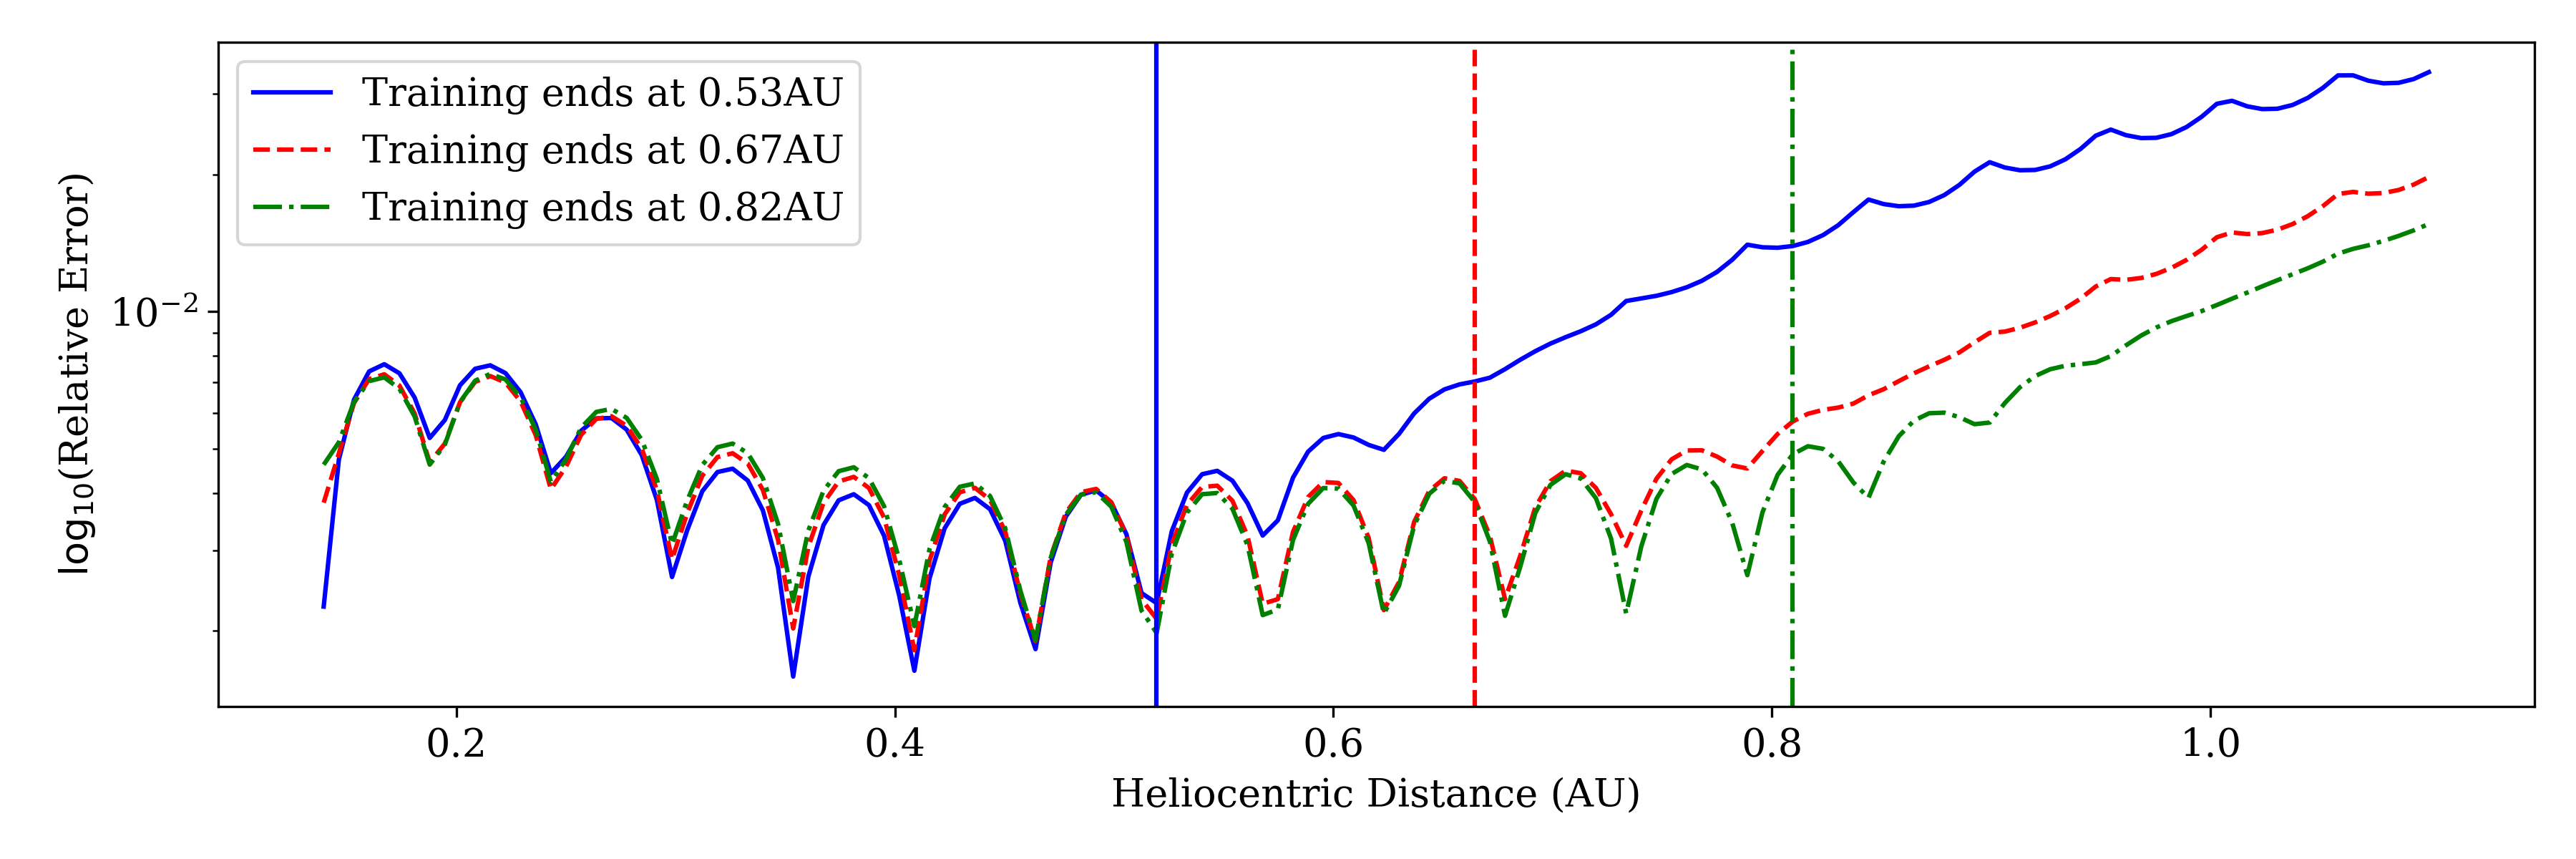 Training ends at 0.53AU
Training ends at 0.67AU
Training ends at 0.82AU
log₁₀(Relative Error)
10⁻²
0.2 0.4 0.6 0.8 1.0
Heliocentric Distance (AU)